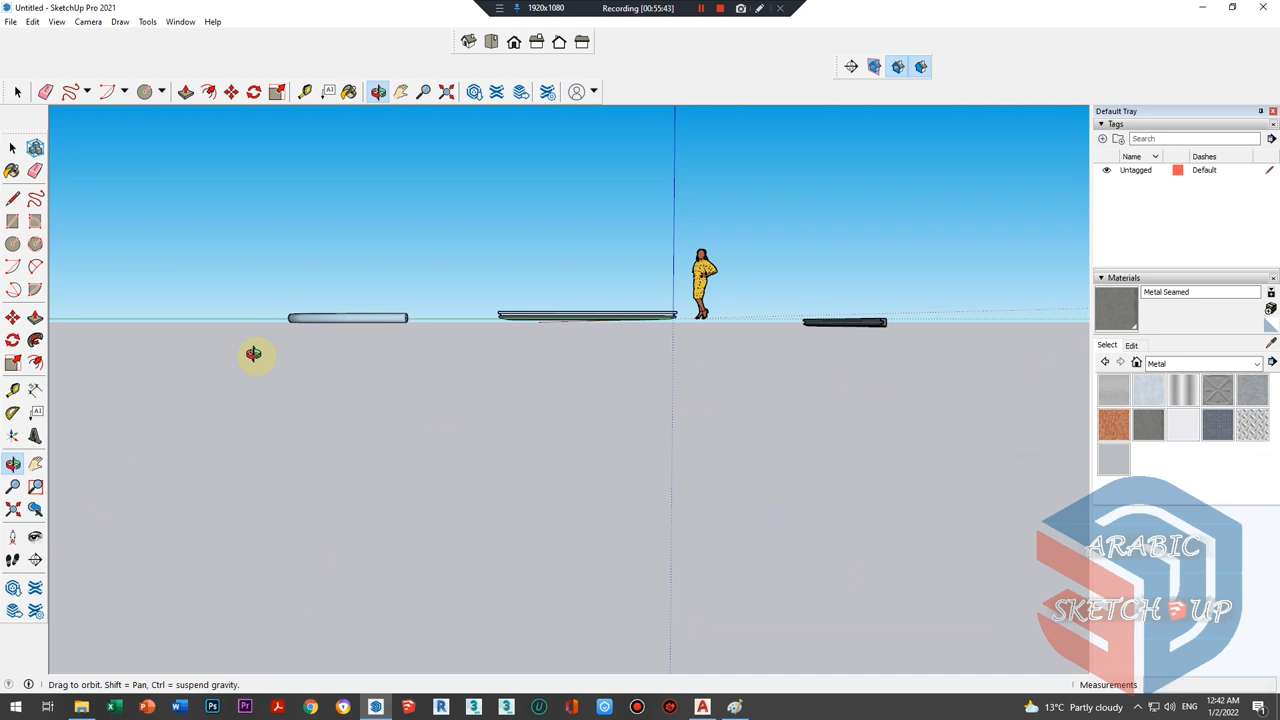 Untitled - SketchUp Pro 2021
1920x1080
Recording [00:55:43]
File Edit View Camera Draw Tools Window Help
Default Tray
Tags
Search
Name
Dashes
Untagged
Default
Materials
Metal Seamed
Select Edit
Metal
ARABIC
SKETCH UP
Drag to orbit. Shift = Pan, Ctrl = suspend gravity.
Measurements
13°C Partly cloudy
12:42 AM
1/2/2022